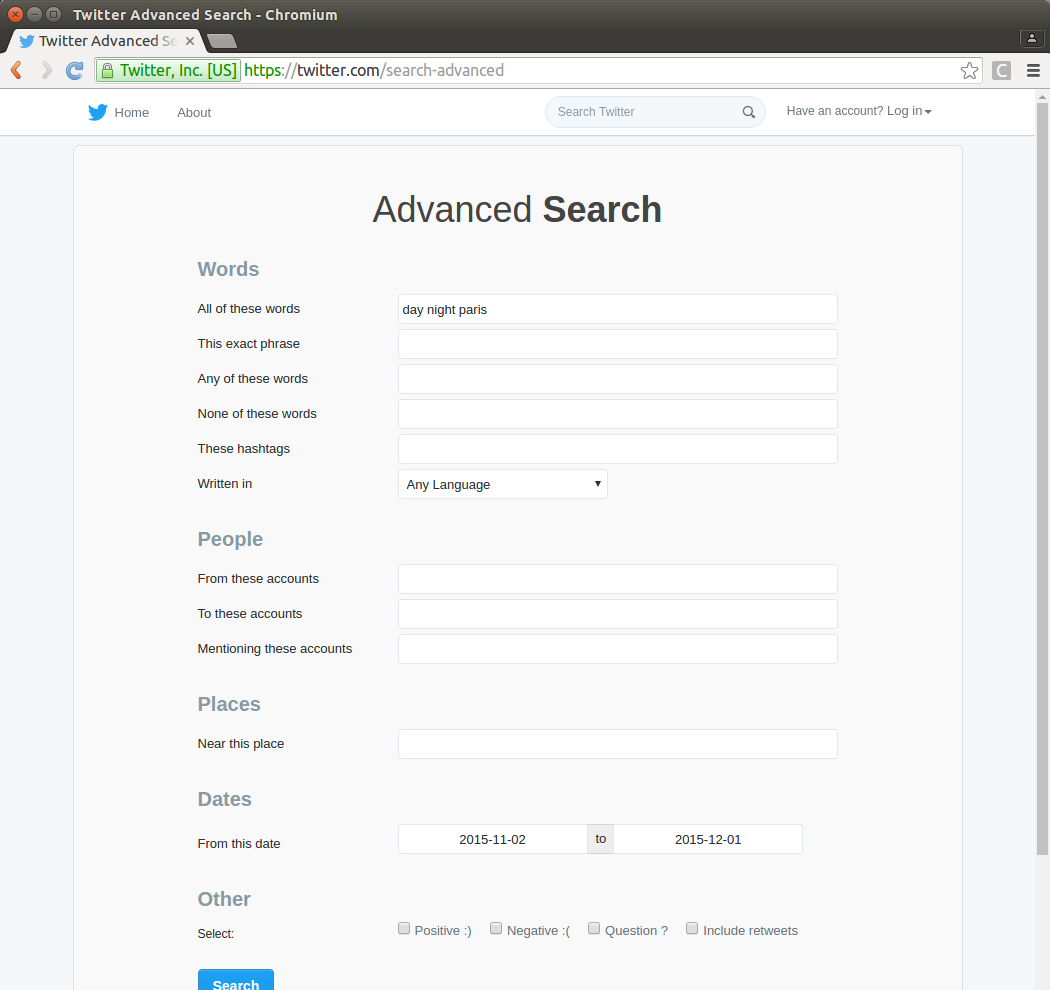 Twitter Advanced Search - Chromium
Twitter Advanced Se
Twitter, Inc. [US] https://twitter.com/search-advanced
C
Home About Search Twitter Have an account? Log in
Advanced Search
Words
All of these words day night paris
This exact phrase
Any of these words
None of these words
These hashtags
Written in Any Language
People
From these accounts
To these accounts
Mentioning these accounts
Places
Near this place
Dates
From this date 2015-11-02 to 2015-12-01
Other
Select: Positive :) Negative :( Question ? Include retweets
Search